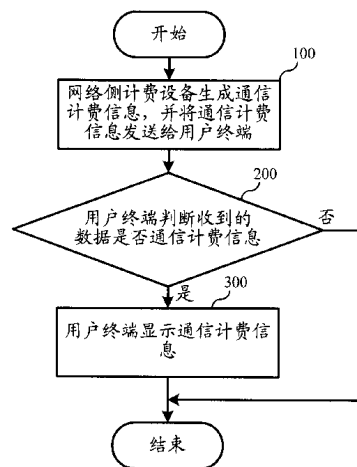 开始
100
网络侧计费设备生成通信
计费信息，并将通信计费
信息发送给用户终端
200
用户终端判断收到的
数据是否通信计费信息
否
是
300
用户终端显示通信计费信
息
结束